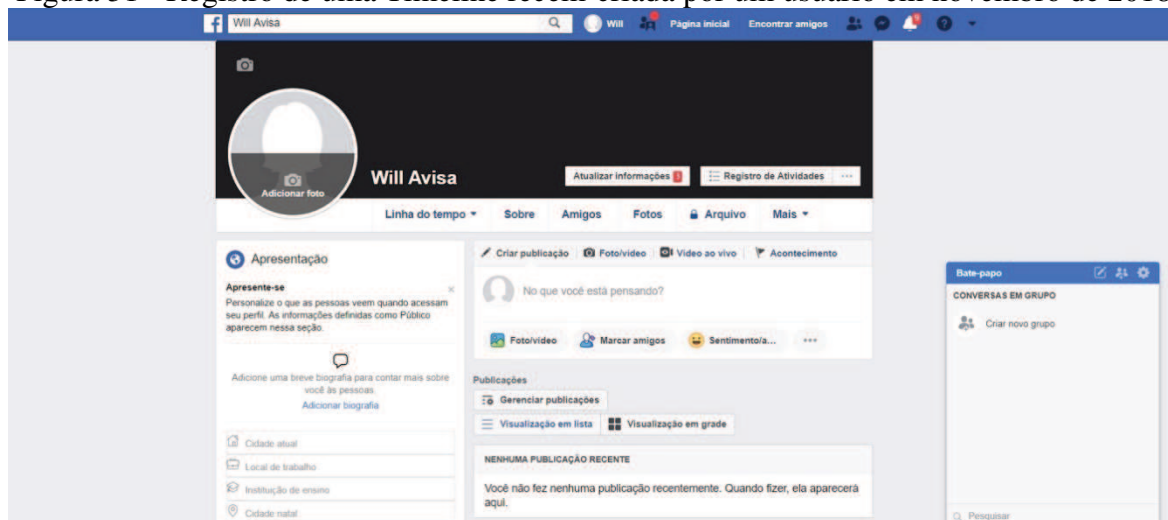 Figura 31 - Registro de uma Timeline recém criada por um usuário em novembro de 2018
Will Avisa
Will
Página inicial
Encontrar amigos
Adicionar foto
Will Avisa
Atualizar informações
Registro de Atividades
Linha do tempo
Sobre
Amigos
Fotos
Arquivo
Mais
Apresentação
Apresente-se
Personalize o que as pessoas veem quando acessam
seu perfil. As informações definidas como Público
aparecem nessa seção.
Adicione uma breve biografia para contar mais sobre
você às pessoas.
Adicionar biografia
Cidade atual
Local de trabalho
Instituição de ensino
Cidade natal
Criar publicação
Foto/vídeo
Vídeo ao vivo
Acontecimento
No que você está pensando?
Foto/vídeo
Marcar amigos
Sentimento/a...
Publicações
Gerenciar publicações
Visualização em lista
Visualização em grade
NENHUMA PUBLICAÇÃO RECENTE
Você não fez nenhuma publicação recentemente. Quando fizer, ela aparecerá
aqui.
Bate-papo
CONVERSAS EM GRUPO
Criar novo grupo
Pesquisar